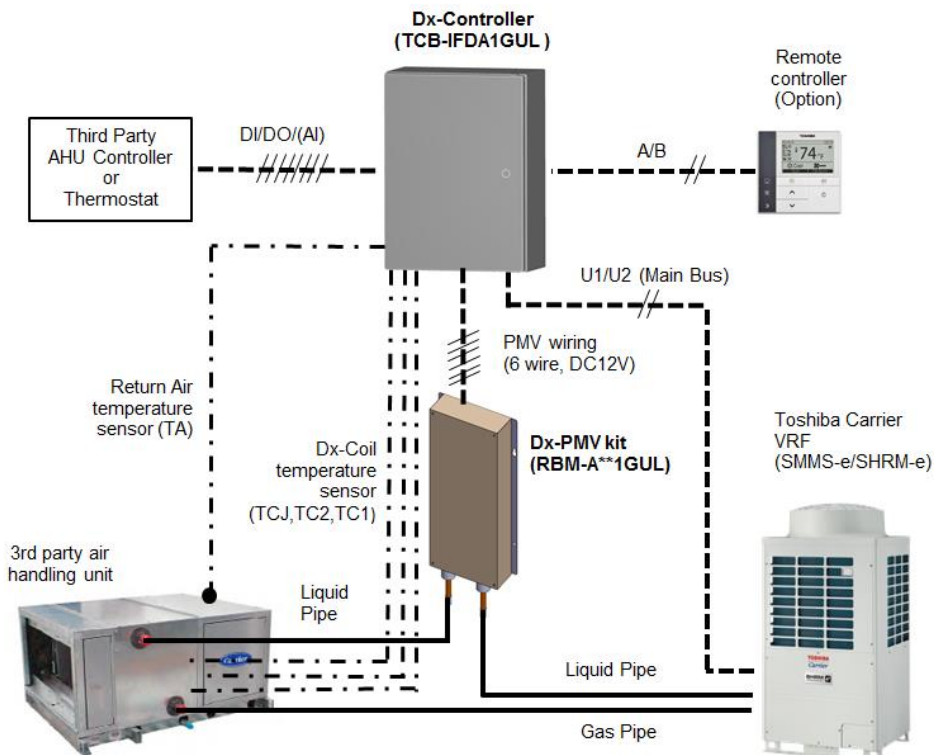 Dx-Controller
(TCB-IFDA1GUL )
Remote
controller
(Option)
Third Party
AHU Controller
or
Thermostat
DI/DO/(AI)
A/B
TOSHIBA
74°F
U1/U2 (Main Bus)
PMV wiring
(6 wire, DC12V)
Return Air
temperature
sensor (TA)
Dx-Coil
temperature
sensor
(TCJ,TC2,TC1)
Dx-PMV kit
(RBM-A**1GUL)
Toshiba Carrier
VRF
(SMMS-e/SHRM-e)
3rd party air
handling unit
Liquid
Pipe
Carrier
Liquid Pipe
TOSHIBA
Carrier
Gas Pipe